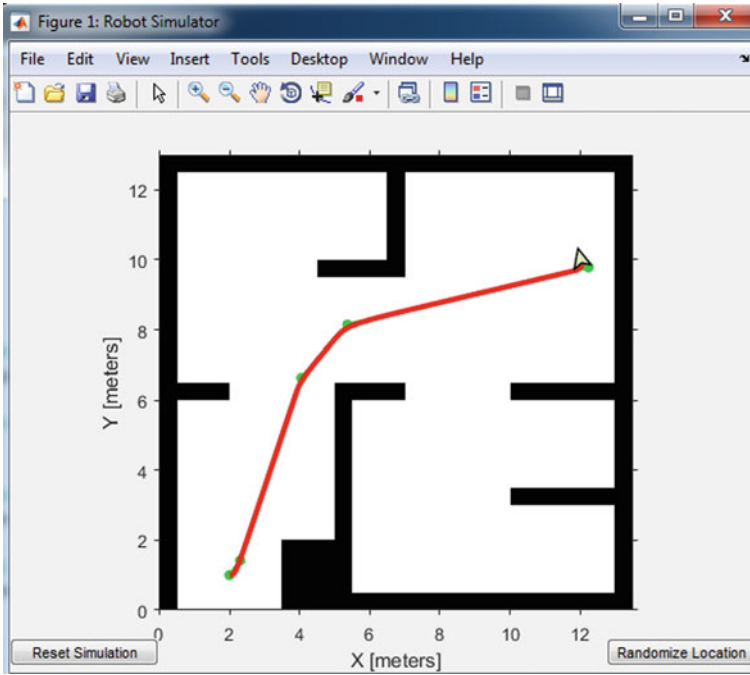 Figure 1: Robot Simulator
File Edit View Insert Tools Desktop Window Help
12
10
8
6
4
2
0
Y [meters]
0 2 4 6 8 10 12
X [meters]
Reset Simulation
Randomize Location